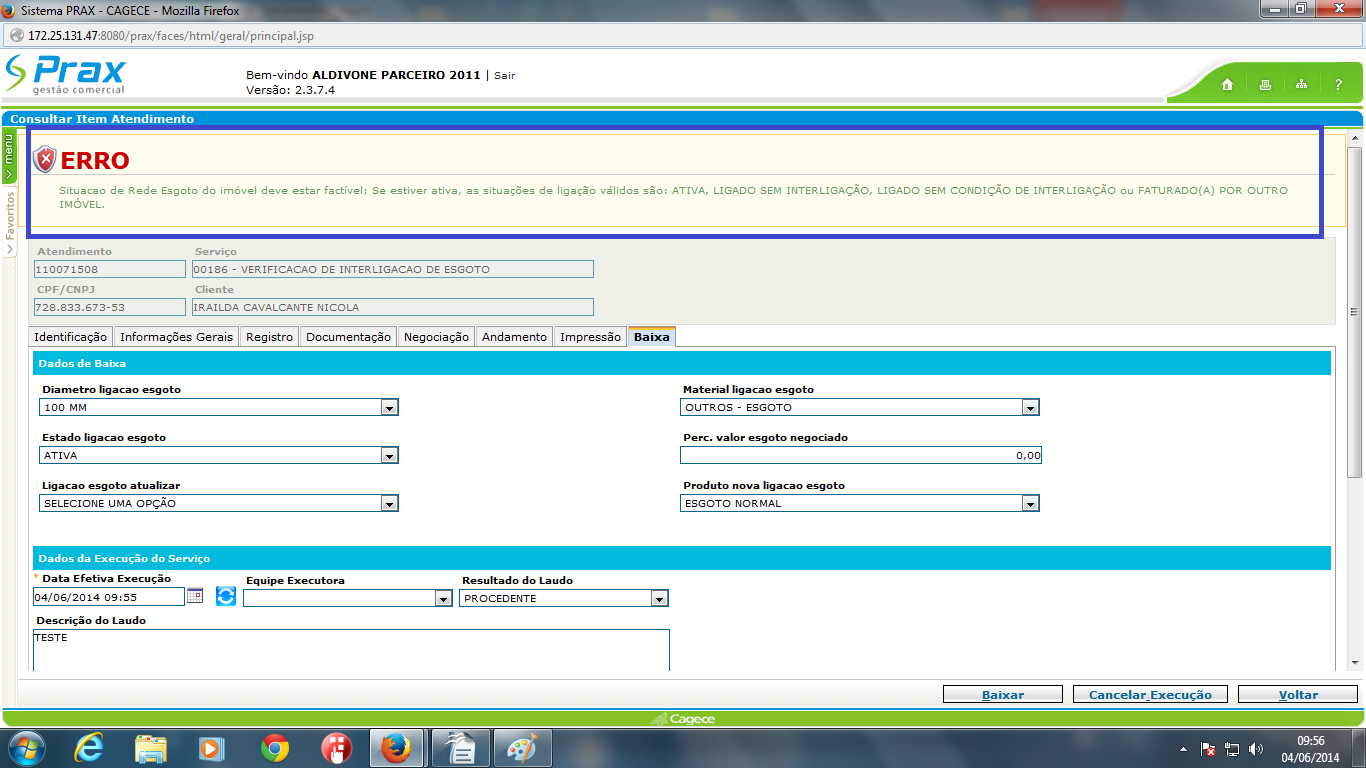 Sistema PRAX - CAGECE - Mozilla Firefox
172.25.131.47:8080/prax/faces/html/geral/principal.jsp
Prax
gestão comercial
Bem-vindo ALDIVONE PARCEIRO 2011 | Sair
Versão: 2.3.7.4
?
Consultar Item Atendimento
menu
Favoritos
ERRO
Situacao de Rede Esgoto do imóvel deve estar factível; Se estiver ativa, as situações de ligação válidos são: ATIVA, LIGADO SEM INTERLIGAÇÃO, LIGADO SEM CONDIÇÃO DE INTERLIGAÇÃO ou FATURADO(A) POR OUTRO
IMÓVEL.
Atendimento Serviço
110071508 00186 - VERIFICACAO DE INTERLIGACAO DE ESGOTO
CPF/CNPJ Cliente
728.833.673-53 IRAILDA CAVALCANTE NICOLA
Identificação Informações Gerais Registro Documentação Negociação Andamento Impressão Baixa
Dados de Baixa
Diametro ligacao esgoto Material ligacao esgoto
100 MM OUTROS - ESGOTO
Estado ligacao esgoto Perc. valor esgoto negociado
ATIVA 0,00
Ligacao esgoto atualizar Produto nova ligacao esgoto
SELECIONE UMA OPÇÃO ESGOTO NORMAL
Dados da Execução do Serviço
* Data Efetiva Execução Equipe Executora Resultado do Laudo
04/06/2014 09:55 PROCEDENTE
Descrição do Laudo
TESTE
Baixar Cancelar Execução Voltar
Cagece
09:56
04/06/2014